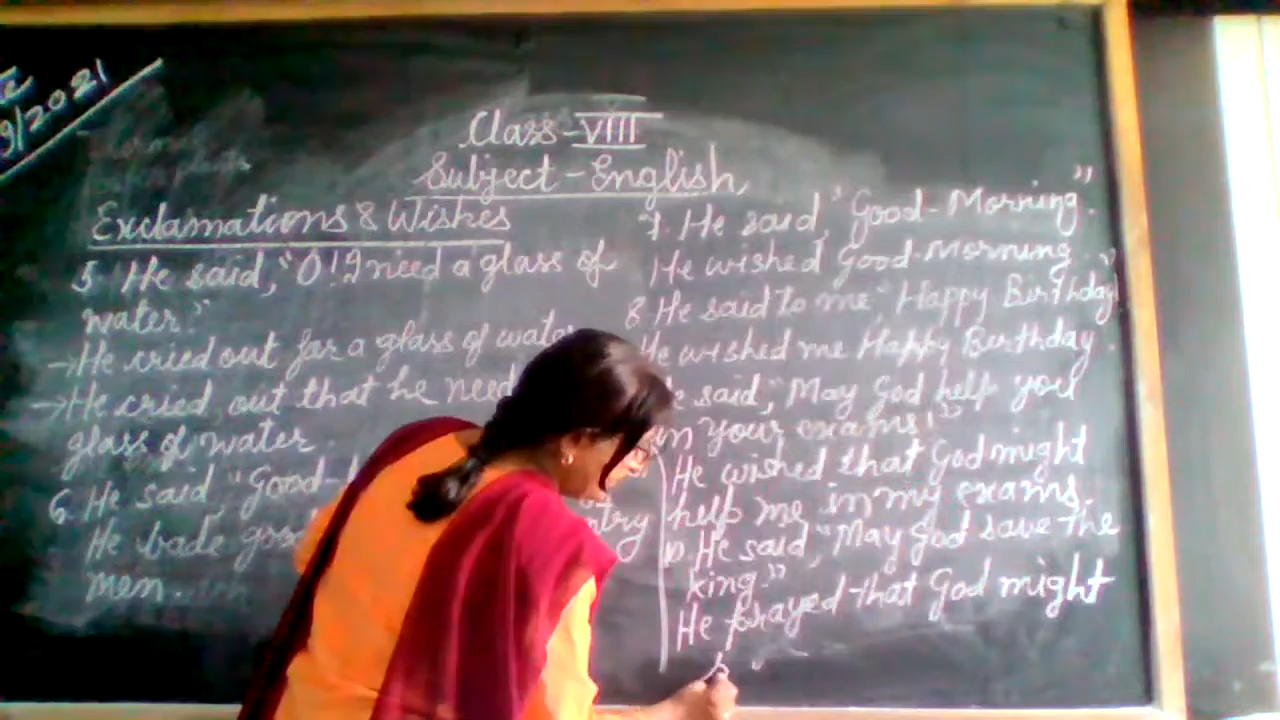 9/2021
Class-VIII
Subject-English
Exclamations & Wishes
5. He said, "O! I need a glass of
water."
→He cried out for a glass of water
→He cried out that he need
glass of water.
6. He said "Good-
He bade goo
ntry
men.
7. He said, "Good-Morning."
He wished Good-Morning.
8. He said to me "Happy Birthday"
He wished me Happy Birthday.
said, "May God help you
in your exams!"
He wished that God might
help me in my exams.
10. He said, "May God save the
king."
He prayed that God might
s